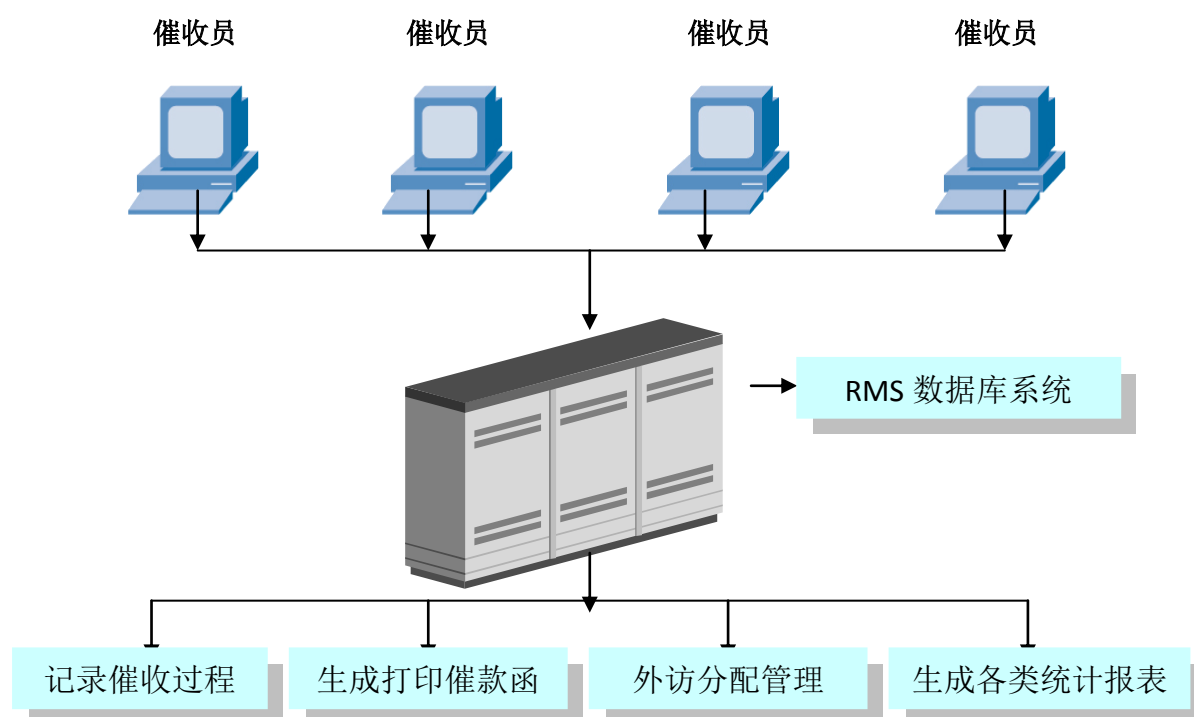 催收员
催收员
催收员
催收员
RMS 数据库系统
记录催收过程
生成打印催款函
外访分配管理
生成各类统计报表